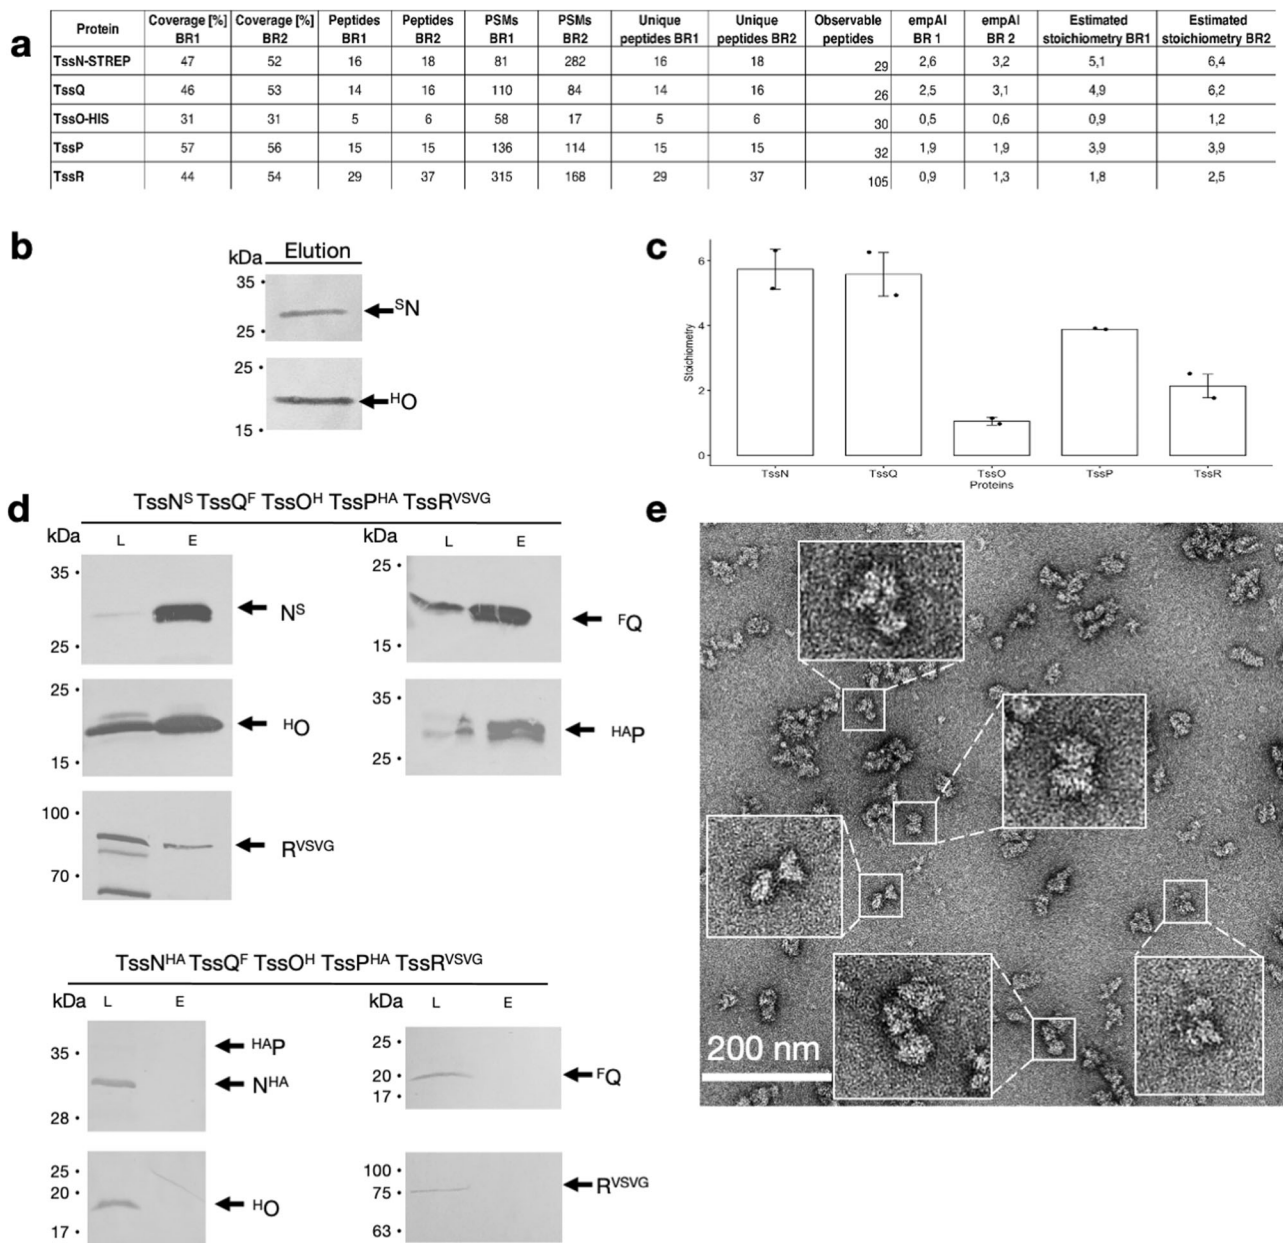 a
Protein Coverage [%] BR1 Coverage [%] BR2 Peptides BR1 Peptides BR2 PSMs BR1 PSMs BR2 Unique peptides BR1 Unique peptides BR2 Observable peptides empAI BR 1 empAI BR 2 Estimated stoichiometry BR1 Estimated stoichiometry BR2
TssN-STREP 47 52 16 18 81 282 16 18 29 2,6 3,2 5,1 6,4
TssQ 46 53 14 16 110 84 14 16 26 2,5 3,1 4,9 6,2
TssO-HIS 31 31 5 6 58 17 5 6 30 0,5 0,6 0,9 1,2
TssP 57 56 15 15 136 114 15 15 32 1,9 1,9 3,9 3,9
TssR 44 54 29 37 315 168 29 37 105 0,9 1,3 1,8 2,5
b
kDa Elution
35
SN
25
25
HO
15
c
Stoichiometry
6
4
2
0
TssN TssQ TssO TssP TssR
Proteins
d
TssNS TssQF TssOH TssPHA TssRVSVG
kDa L E
35
NS
25
25
HO
15
100
RVSVG
70
kDa L E
25
FQ
15
35
HAP
25
TssNHA TssQF TssOH TssPHA TssRVSVG
kDa L E
HAP
35
NHA
28
25
20
HO
17
kDa L E
25
20
FQ
17
100
RVSVG
75
63
e
200 nm